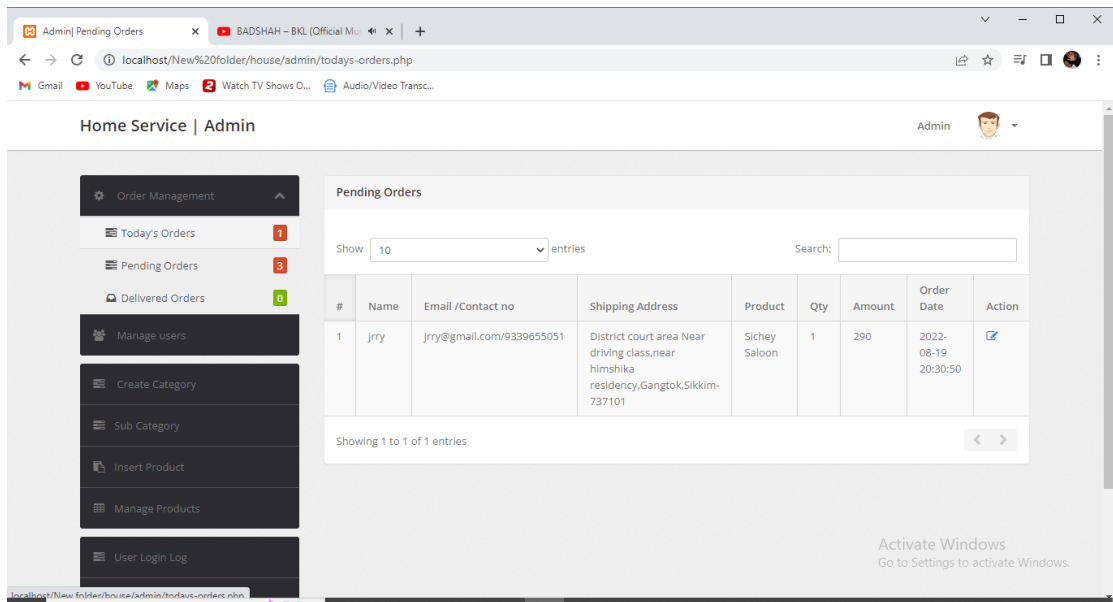 Admin| Pending Orders
BADSHAH – BKL (Official Mu
localhost/New%20folder/house/admin/todays-orders.php
Gmail YouTube Maps Watch TV Shows O... Audio/Video Transc...
Home Service | Admin
Admin
Order Management
Today's Orders 1
Pending Orders 3
Delivered Orders 0
Manage users
Create Category
Sub Category
Insert Product
Manage Products
User Login Log
Pending Orders
Show 10 entries
Search:
# Name Email /Contact no Shipping Address Product Qty Amount Order Date Action
1 jrry jrry@gmail.com/9339655051 District court area Near Sichey 1 290 2022-
driving class,near Saloon 08-19
himshika 20:30:50
residency,Gangtok,Sikkim-
737101
Showing 1 to 1 of 1 entries
Activate Windows
Go to Settings to activate Windows.
localhost/New folder/house/admin/todays-orders.php